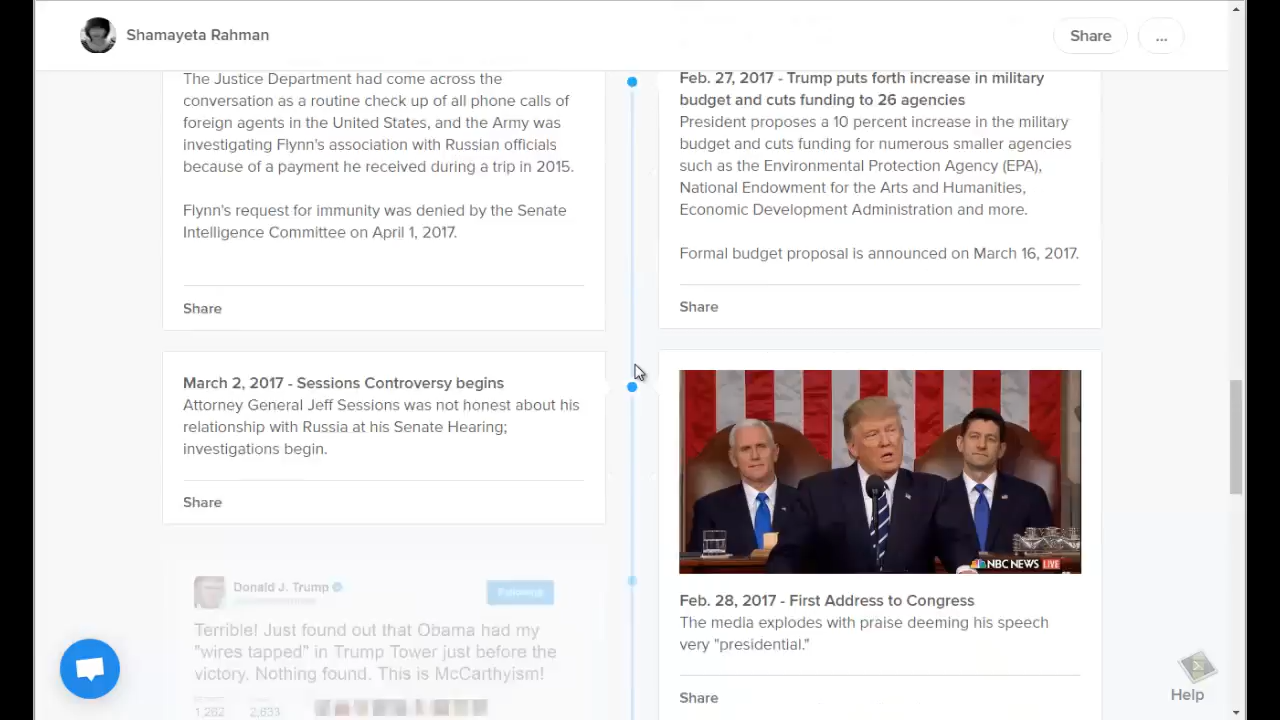 Shamayeta Rahman
Share
...
The Justice Department had come across the
conversation as a routine check up of all phone calls of
foreign agents in the United States, and the Army was
investigating Flynn's association with Russian officials
because of a payment he received during a trip in 2015.
Flynn's request for immunity was denied by the Senate
Intelligence Committee on April 1, 2017.
Share
March 2, 2017 - Sessions Controversy begins
Attorney General Jeff Sessions was not honest about his
relationship with Russia at his Senate Hearing;
investigations begin.
Share
Donald J. Trump
Following
Terrible! Just found out that Obama had my
"wires tapped" in Trump Tower just before the
victory. Nothing found. This is McCarthyism!
Feb. 27, 2017 - Trump puts forth increase in military
budget and cuts funding to 26 agencies
President proposes a 10 percent increase in the military
budget and cuts funding for numerous smaller agencies
such as the Environmental Protection Agency (EPA),
National Endowment for the Arts and Humanities,
Economic Development Administration and more.
Formal budget proposal is announced on March 16, 2017.
Share
NBC NEWS LIVE
Feb. 28, 2017 - First Address to Congress
The media explodes with praise deeming his speech
very "presidential."
Share
Help